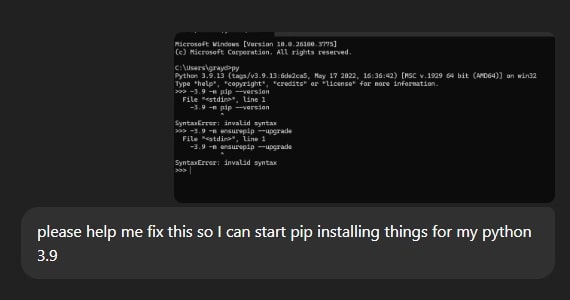 Microsoft Windows [Version 10.0.26100.3775]
(c) Microsoft Corporation. All rights reserved.
C:\Users\grayd>py
Python 3.9.13 (tags/v3.9.13:6de2ca5, May 17 2022, 16:36:42) [MSC v.1929 64 bit (AMD64)] on win32
Type "help", "copyright", "credits" or "license" for more information.
>>> -3.9 -m pip --version
File "<stdin>", line 1
-3.9 -m pip --version
^
SyntaxError: invalid syntax
>>> -3.9 -m ensurepip --upgrade
File "<stdin>", line 1
-3.9 -m ensurepip --upgrade
^
SyntaxError: invalid syntax
>>>
please help me fix this so I can start pip installing things for my python
3.9